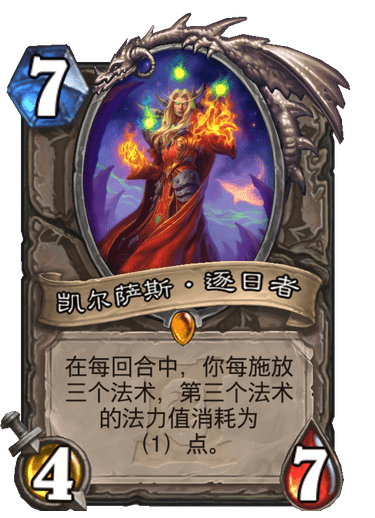 7
凯尔萨斯·逐日者
在每回合中，你每施放
三个法术，第三个法术
的法力值消耗为
（1）点。
4
7